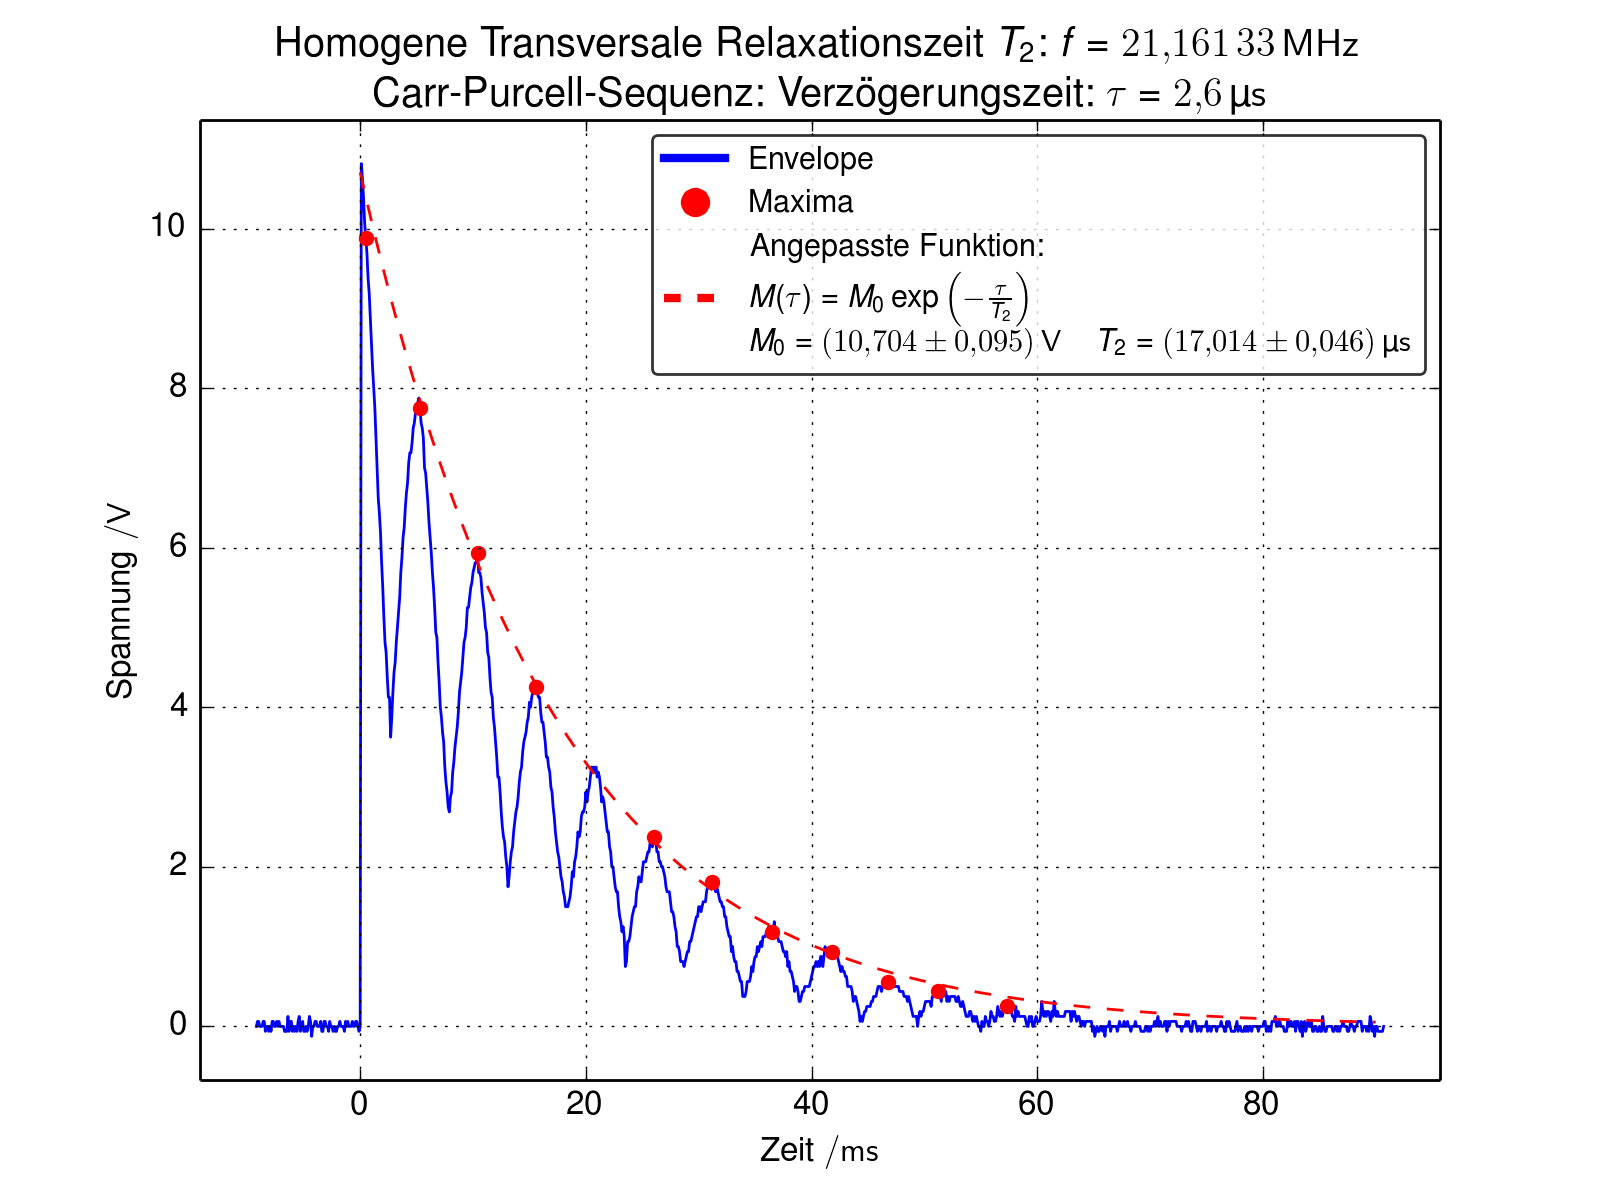 Homogene Transversale Relaxationszeit T₂: f = 21,161 33 MHz
Carr-Purcell-Sequenz: Verzögerungszeit: τ = 2,6 µs
Envelope
Maxima
Angepasste Funktion:
M(τ) = M₀ exp(−τ/T₂)
M₀ = (10,704 ± 0,095) V T₂ = (17,014 ± 0,046) µs
Spannung /V
10
8
6
4
2
0
0 20 40 60 80
Zeit /ms